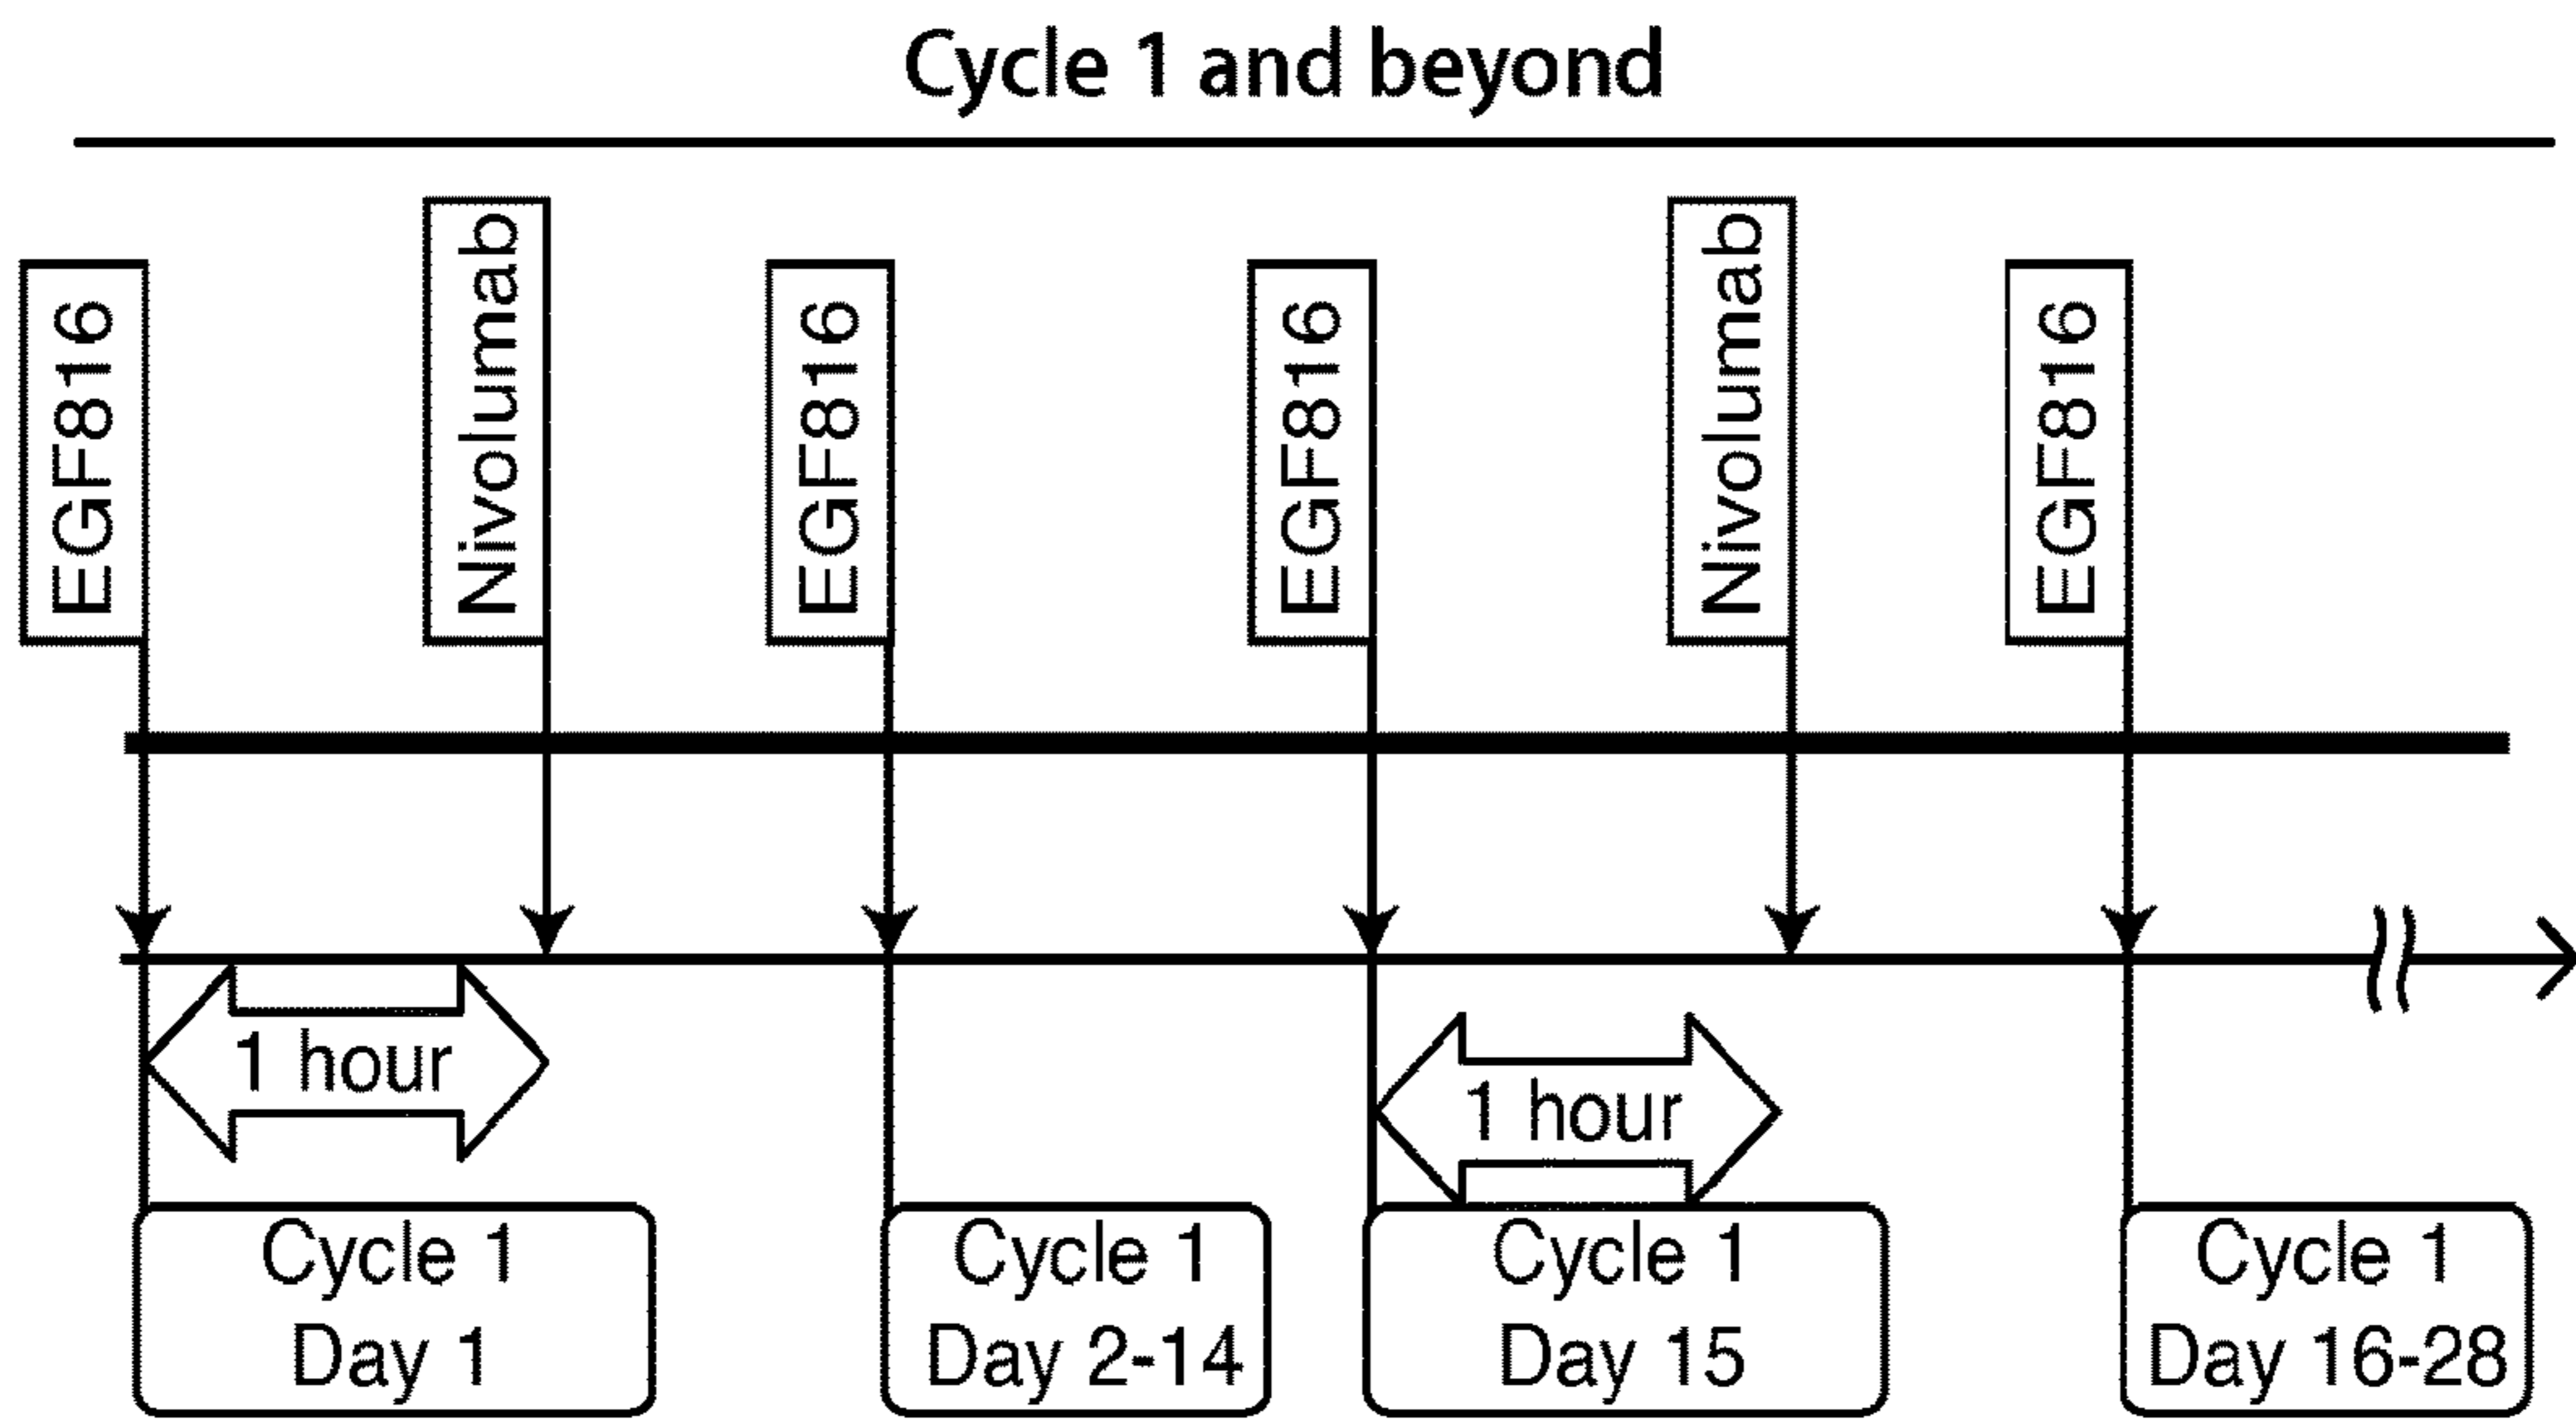 Cycle 1 and beyond
EGF816
Nivolumab
EGF816
EGF816
Nivolumab
EGF816
1 hour
1 hour
Cycle 1
Day 1
Cycle 1
Day 2-14
Cycle 1
Day 15
Cycle 1
Day 16-28